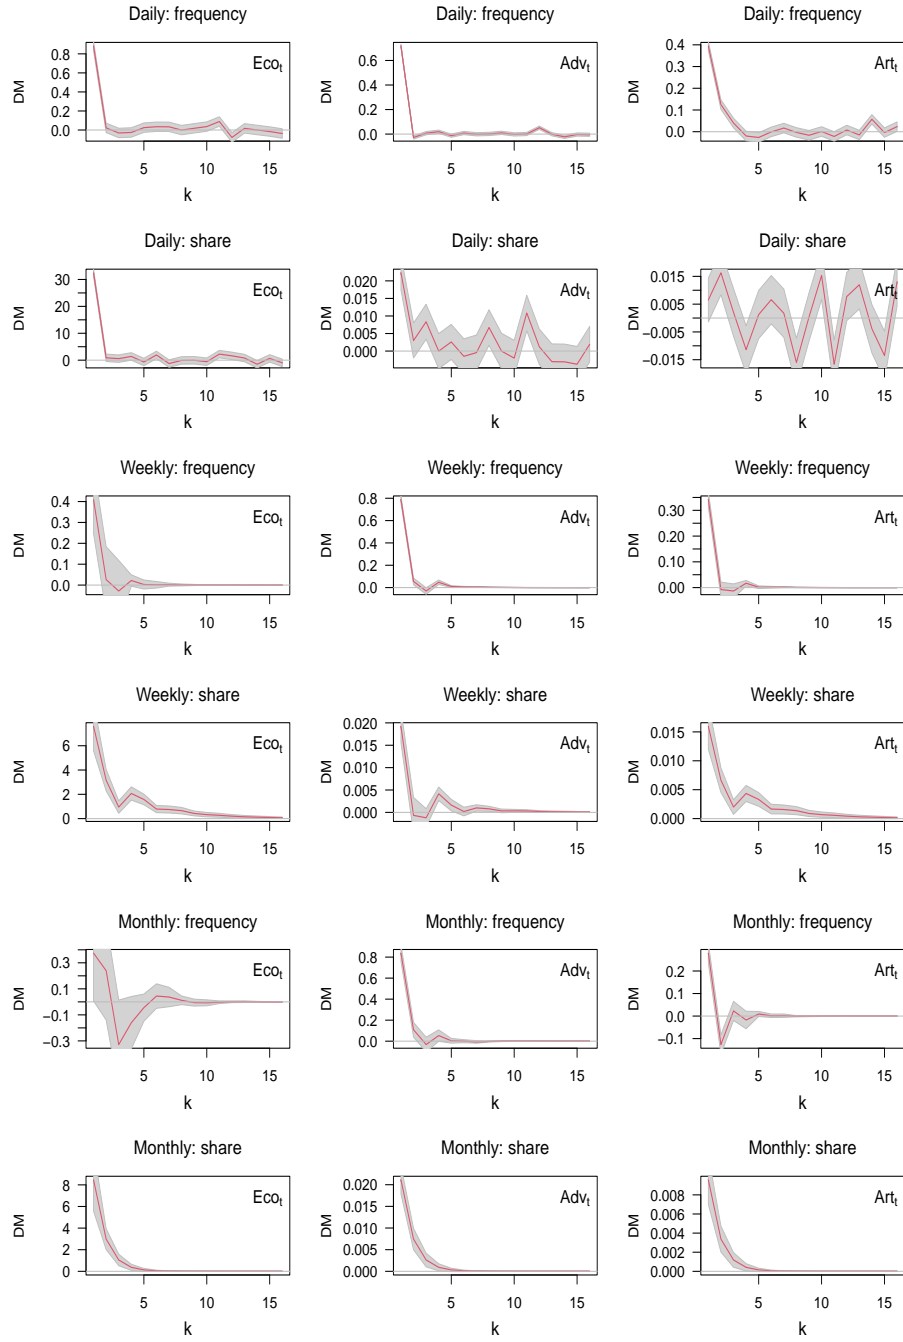 Daily: frequency Daily: frequency Daily: frequency
DM 0.0 0.2 0.4 0.6 0.8 Eco_t DM 0.0 0.2 0.4 0.6 Adv_t DM 0.0 0.1 0.2 0.3 0.4 Art_t
5 10 15 5 10 15 5 10 15
k k k
Daily: share Daily: share Daily: share
DM 0 10 20 30 Eco_t DM 0.000 0.005 0.010 0.015 0.020 Adv_t DM −0.015 −0.005 0.005 0.015 Art_t
5 10 15 5 10 15 5 10 15
k k k
Weekly: frequency Weekly: frequency Weekly: frequency
DM 0.0 0.1 0.2 0.3 0.4 Eco_t DM 0.0 0.2 0.4 0.6 0.8 Adv_t DM 0.00 0.10 0.20 0.30 Art_t
5 10 15 5 10 15 5 10 15
k k k
Weekly: share Weekly: share Weekly: share
DM 0 2 4 6 Eco_t DM 0.000 0.005 0.010 0.015 0.020 Adv_t DM 0.000 0.005 0.010 0.015 Art_t
5 10 15 5 10 15 5 10 15
k k k
Monthly: frequency Monthly: frequency Monthly: frequency
DM −0.3 −0.1 0.1 0.3 Eco_t DM 0.0 0.2 0.4 0.6 0.8 Adv_t DM −0.1 0.0 0.1 0.2 Art_t
5 10 15 5 10 15 5 10 15
k k k
Monthly: share Monthly: share Monthly: share
DM 0 2 4 6 8 Eco_t DM 0.000 0.005 0.010 0.015 0.020 Adv_t DM 0.000 0.002 0.004 0.006 0.008 Art_t
5 10 15 5 10 15 5 10 15
k k k